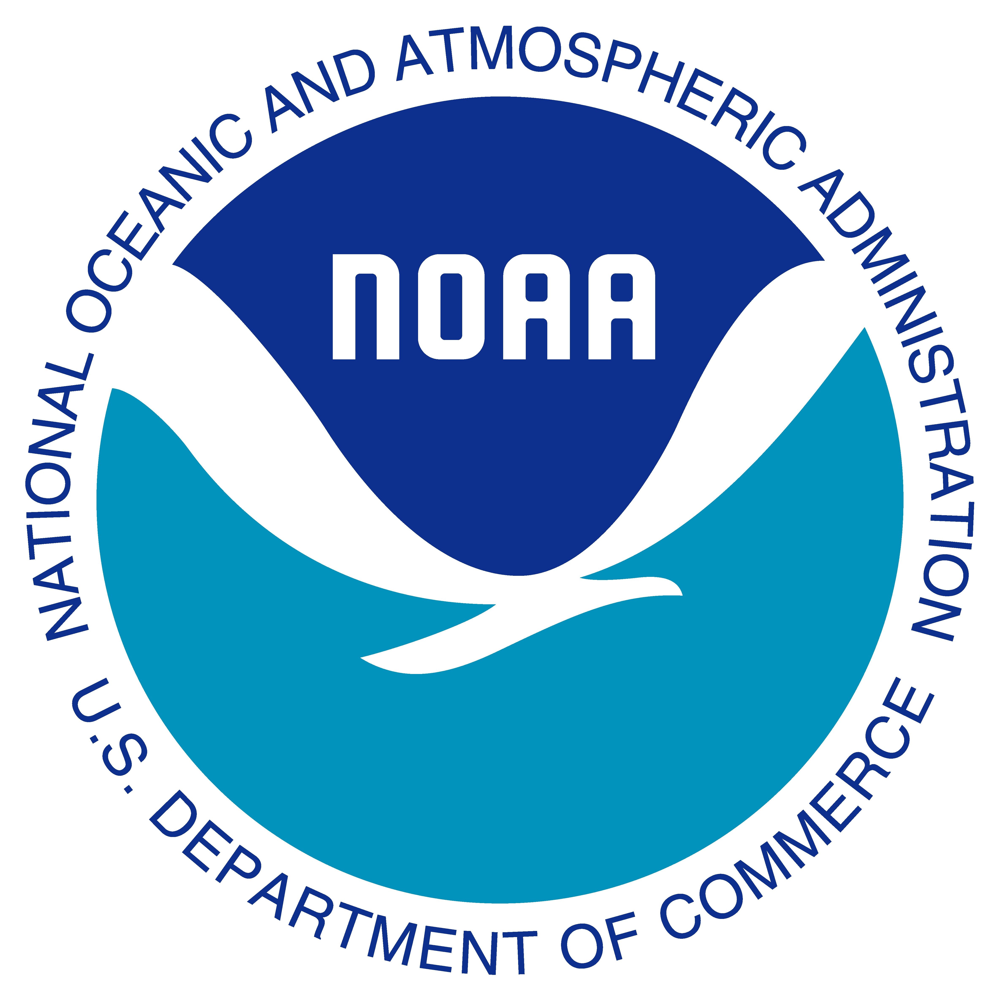 NATIONAL OCEANIC AND ATMOSPHERIC ADMINISTRATION
NOAA
U.S. DEPARTMENT OF COMMERCE